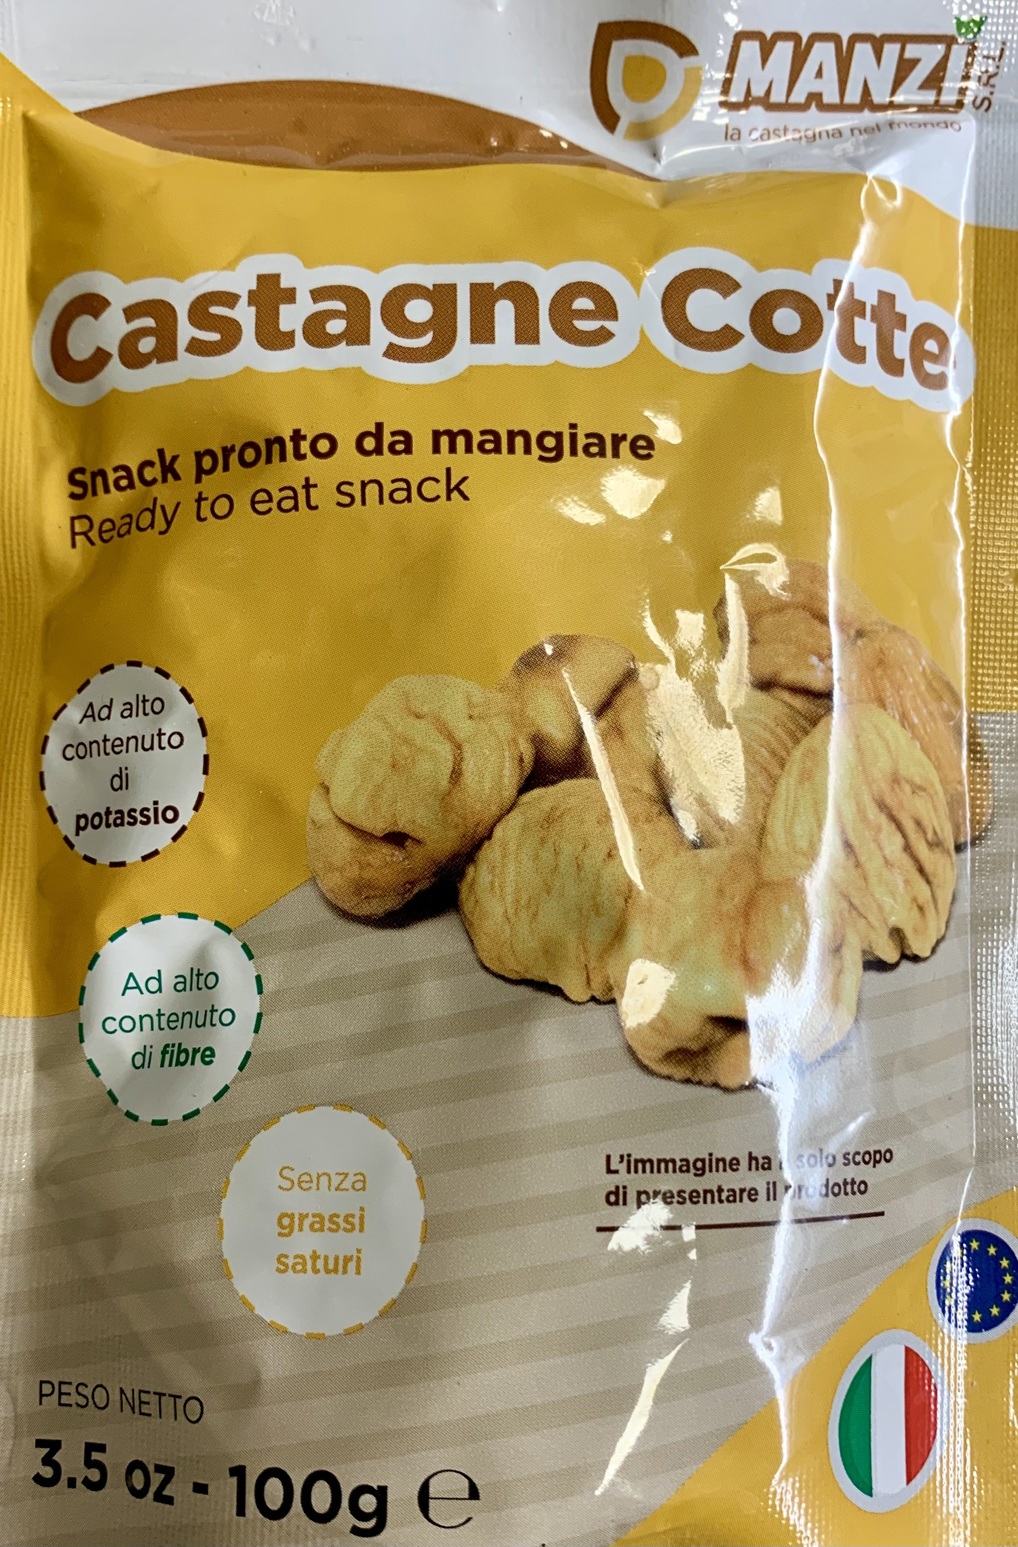 MANZI
S.R.L.
la castagna nel mondo
Castagne Cotte
Snack pronto da mangiare
Ready to eat snack
Ad alto
contenuto
di
potassio
Ad alto
contenuto
di fibre
Senza
grassi
saturi
L'immagine ha il solo scopo
di presentare il prodotto
PESO NETTO
3.5 oz - 100g ℮